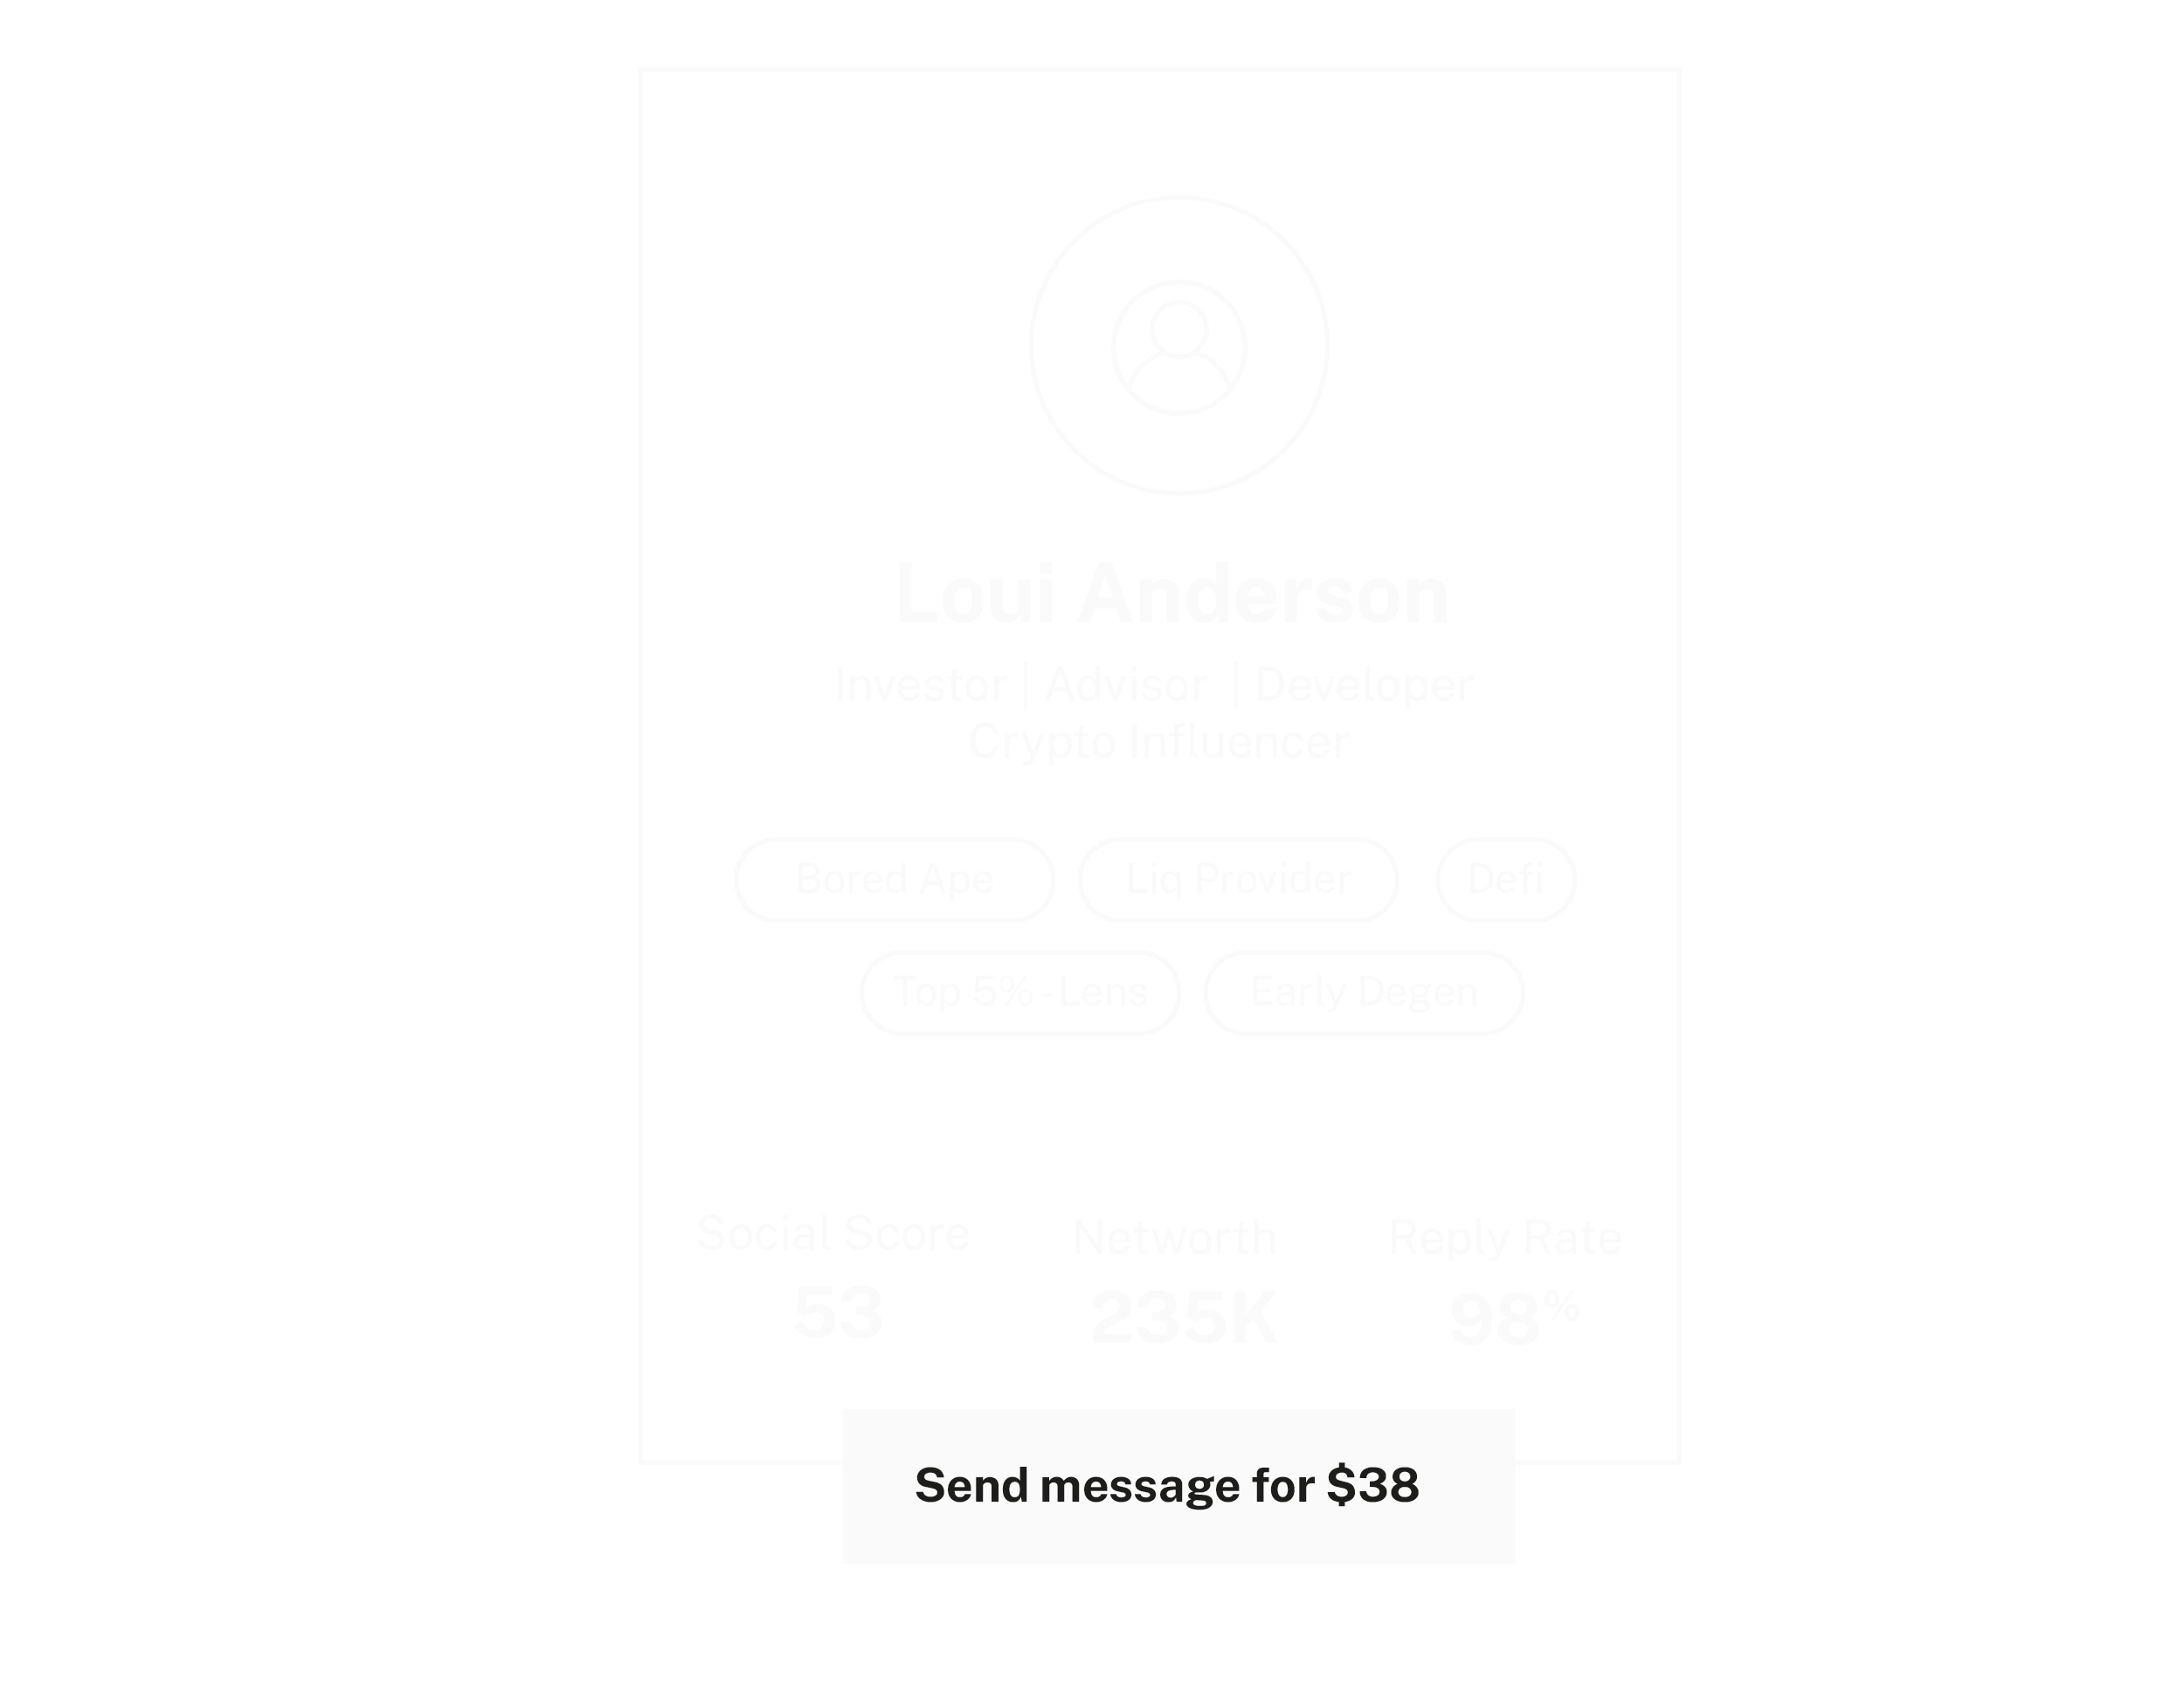 Loui Anderson
Investor | Advisor | Developer
Crypto Influencer
Bored Ape Liq Provider Defi
Top 5% - Lens Early Degen
Social Score Networth Reply Rate
53 235K 98%
Send message for $38